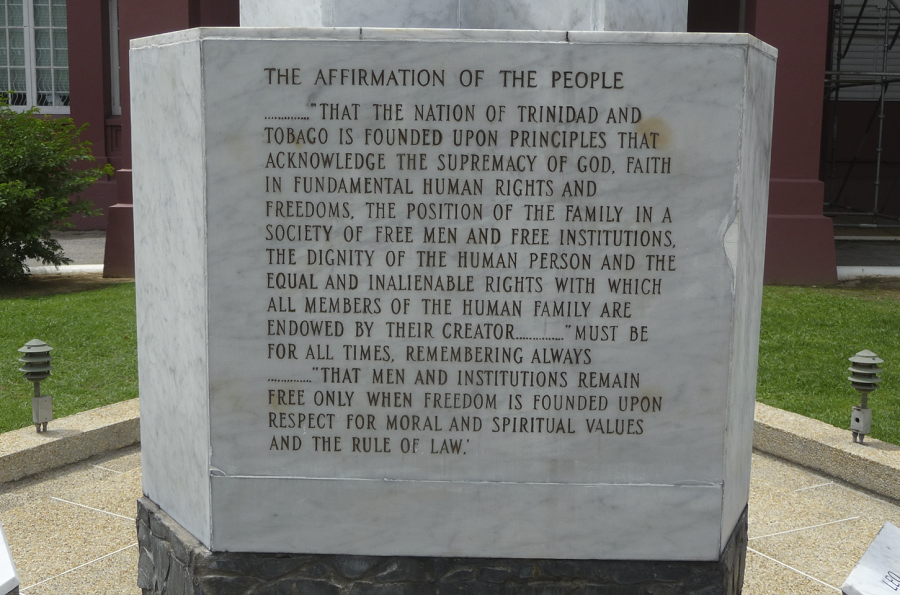 THE AFFIRMATION OF THE PEOPLE
............."THAT THE NATION OF TRINIDAD AND
TOBAGO IS FOUNDED UPON PRINCIPLES THAT
ACKNOWLEDGE THE SUPREMACY OF GOD, FAITH
IN FUNDAMENTAL HUMAN RIGHTS AND
FREEDOMS, THE POSITION OF THE FAMILY IN A
SOCIETY OF FREE MEN AND FREE INSTITUTIONS,
THE DIGNITY OF THE HUMAN PERSON AND THE
EQUAL AND INALIENABLE RIGHTS WITH WHICH
ALL MEMBERS OF THE HUMAN FAMILY ARE
ENDOWED BY THEIR CREATOR............."MUST BE
FOR ALL TIMES, REMEMBERING ALWAYS
............."THAT MEN AND INSTITUTIONS REMAIN
FREE ONLY WHEN FREEDOM IS FOUNDED UPON
RESPECT FOR MORAL AND SPIRITUAL VALUES
AND THE RULE OF LAW.'
LEO